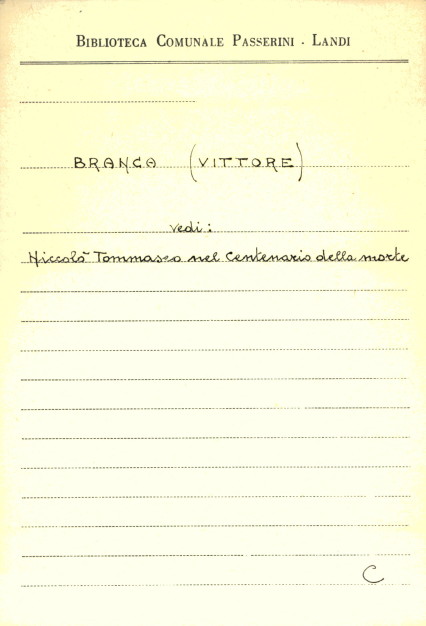 BIBLIOTECA COMUNALE PASSERINI - LANDI
BRANCA (VITTORE)
vedi:
Niccolò Tommaseo nel Centenario della morte
C